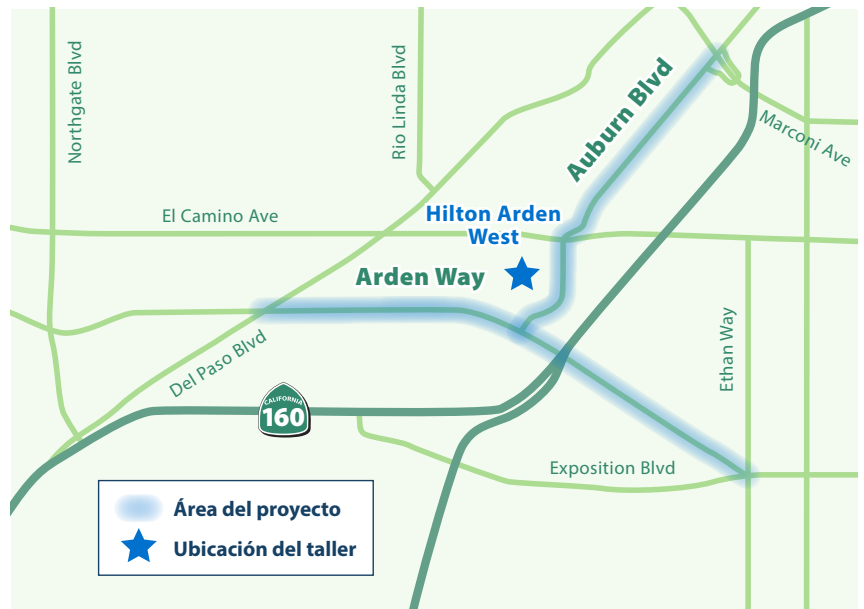 Northgate Blvd
Rio Linda Blvd
Auburn Blvd
Marconi Ave
El Camino Ave
Hilton Arden
West
Arden Way
Del Paso Blvd
Ethan Way
CALIFORNIA
160
Exposition Blvd
Área del proyecto
Ubicación del taller